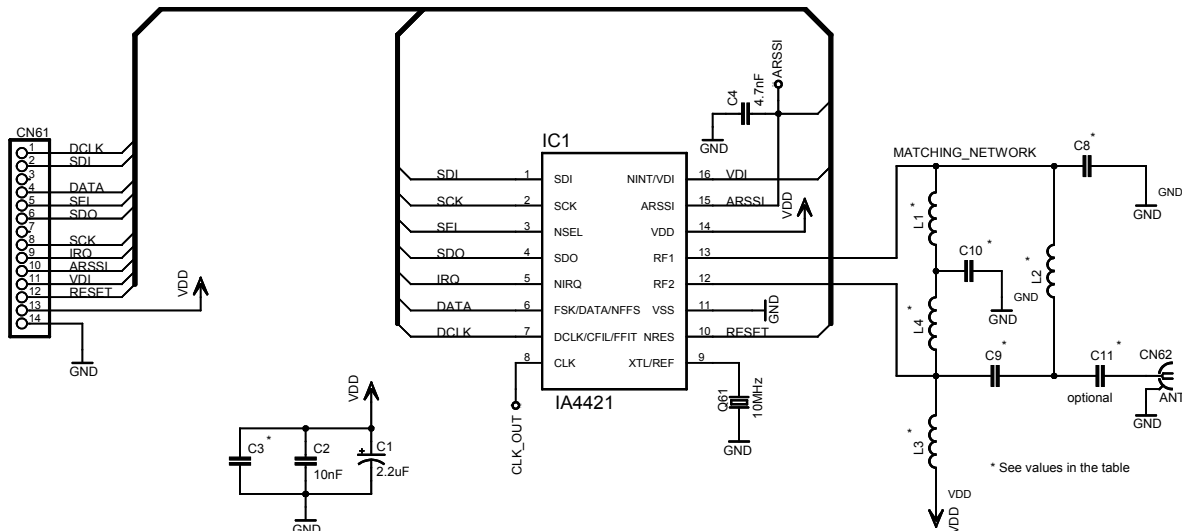 CN61
1 DCLK
2 SDI
3
4 DATA
5 SEL
6 SDO
7
8 SCK
9 IRQ
10 ARSSI
11 VDI
12 RESET
13
14
VDD
GND
IC1
SDI 1 SDI
SCK 2 SCK
SEL 3 NSEL
SDO 4 SDO
IRQ 5 NIRQ
DATA 6 FSK/DATA/NFFS
DCLK 7 DCLK/CFIL/FFIT
8 CLK
NINT/VDI 16 VDI
ARSSI 15 ARSSI
VDD 14
RF1 13
RF2 12
VSS 11
NRES 10 RESET
XTL/REF 9
IA4421
CLK_OUT
C4
4.7nF
ARSSI
GND
VDD
GND
Q61
10MHz
GND
MATCHING_NETWORK
C8 *
GND
GND
L1 *
C10 *
GND
GND
L2 *
L4 *
C9 *
C11 *
optional
CN62
ANT
GND
L3 *
VDD
VDD
* See values in the table
VDD
C3 *
C2
10nF
C1
+
2.2uF
GND